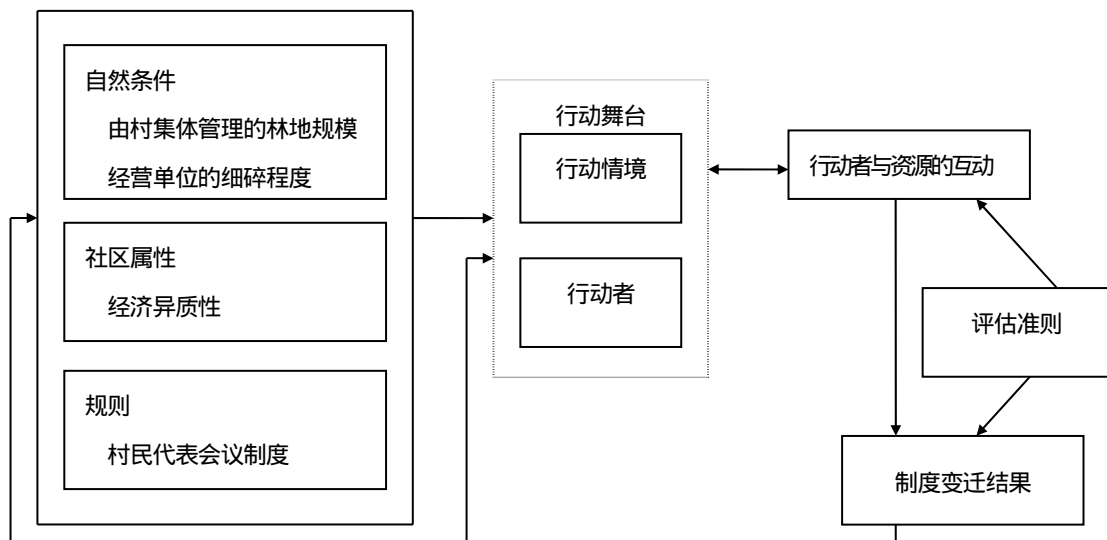 自然条件
由村集体管理的林地规模
经营单位的细碎程度
社区属性
经济异质性
规则
村民代表会议制度
行动舞台
行动情境
行动者
行动者与资源的互动
评估准则
制度变迁结果